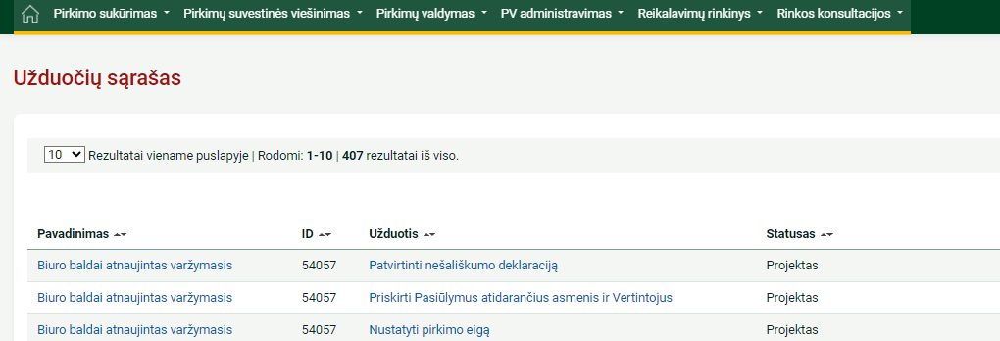 Pirkimo sukūrimas Pirkimų suvestinės viešinimas Pirkimų valdymas PV administravimas Reikalavimų rinkinys Rinkos konsultacijos
Užduočių sąrašas
10 Rezultatai viename puslapyje | Rodomi: 1-10 | 407 rezultatai iš viso.
Pavadinimas ID Užduotis Statusas
Biuro baldai atnaujintas varžymasis 54057 Patvirtinti nešališkumo deklaraciją Projektas
Biuro baldai atnaujintas varžymasis 54057 Priskirti Pasiūlymus atidarančius asmenis ir Vertintojus Projektas
Biuro baldai atnaujintas varžymasis 54057 Nustatyti pirkimo eigą Projektas